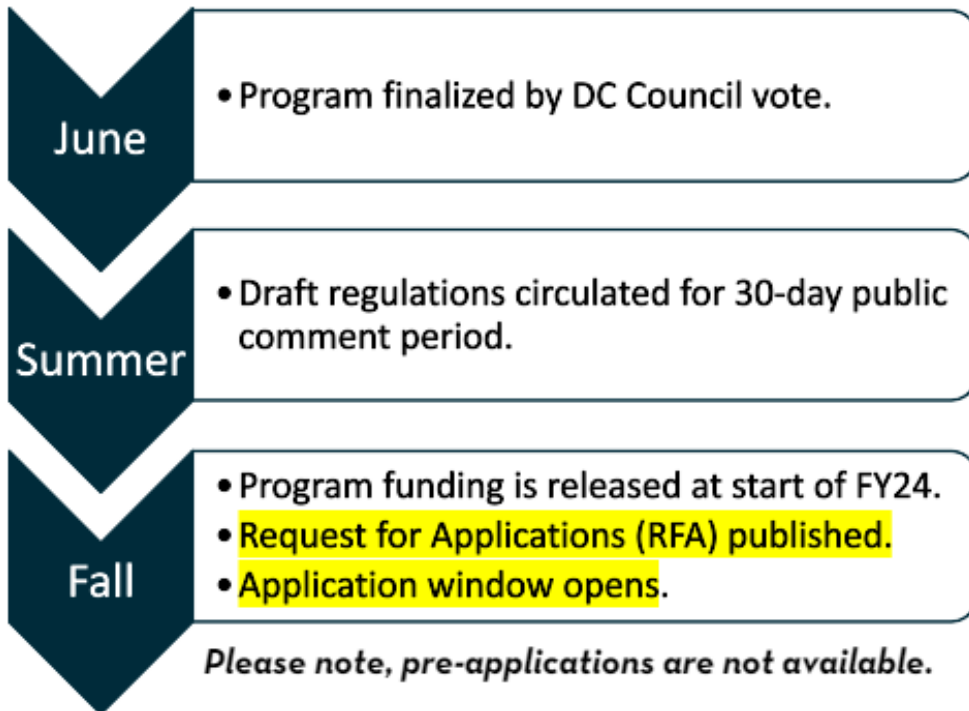 June
• Program finalized by DC Council vote.
Summer
• Draft regulations circulated for 30-day public
comment period.
Fall
• Program funding is released at start of FY24.
• Request for Applications (RFA) published.
• Application window opens.
Please note, pre-applications are not available.